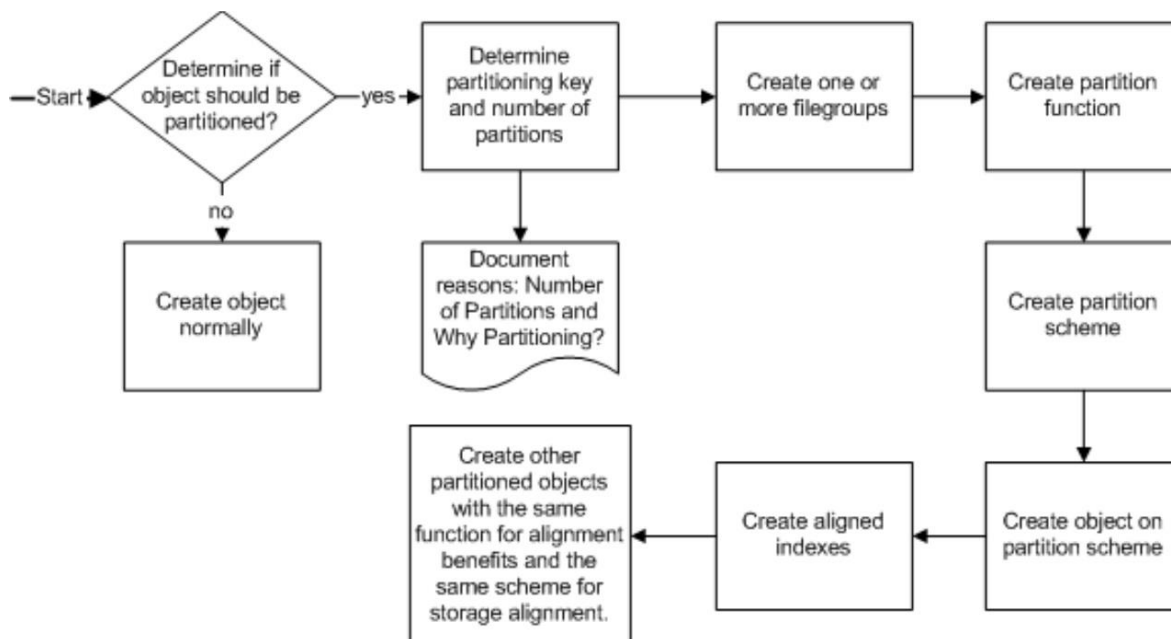 Start
Determine if
object should be
partitioned?
yes
no
Create object
normally
Determine
partitioning key
and number of
partitions
Document
reasons: Number
of Partitions and
Why Partitioning?
Create one or
more filegroups
Create partition
function
Create partition
scheme
Create object on
partition scheme
Create aligned
indexes
Create other
partitioned objects
with the same
function for alignment
benefits and the
same scheme for
storage alignment.